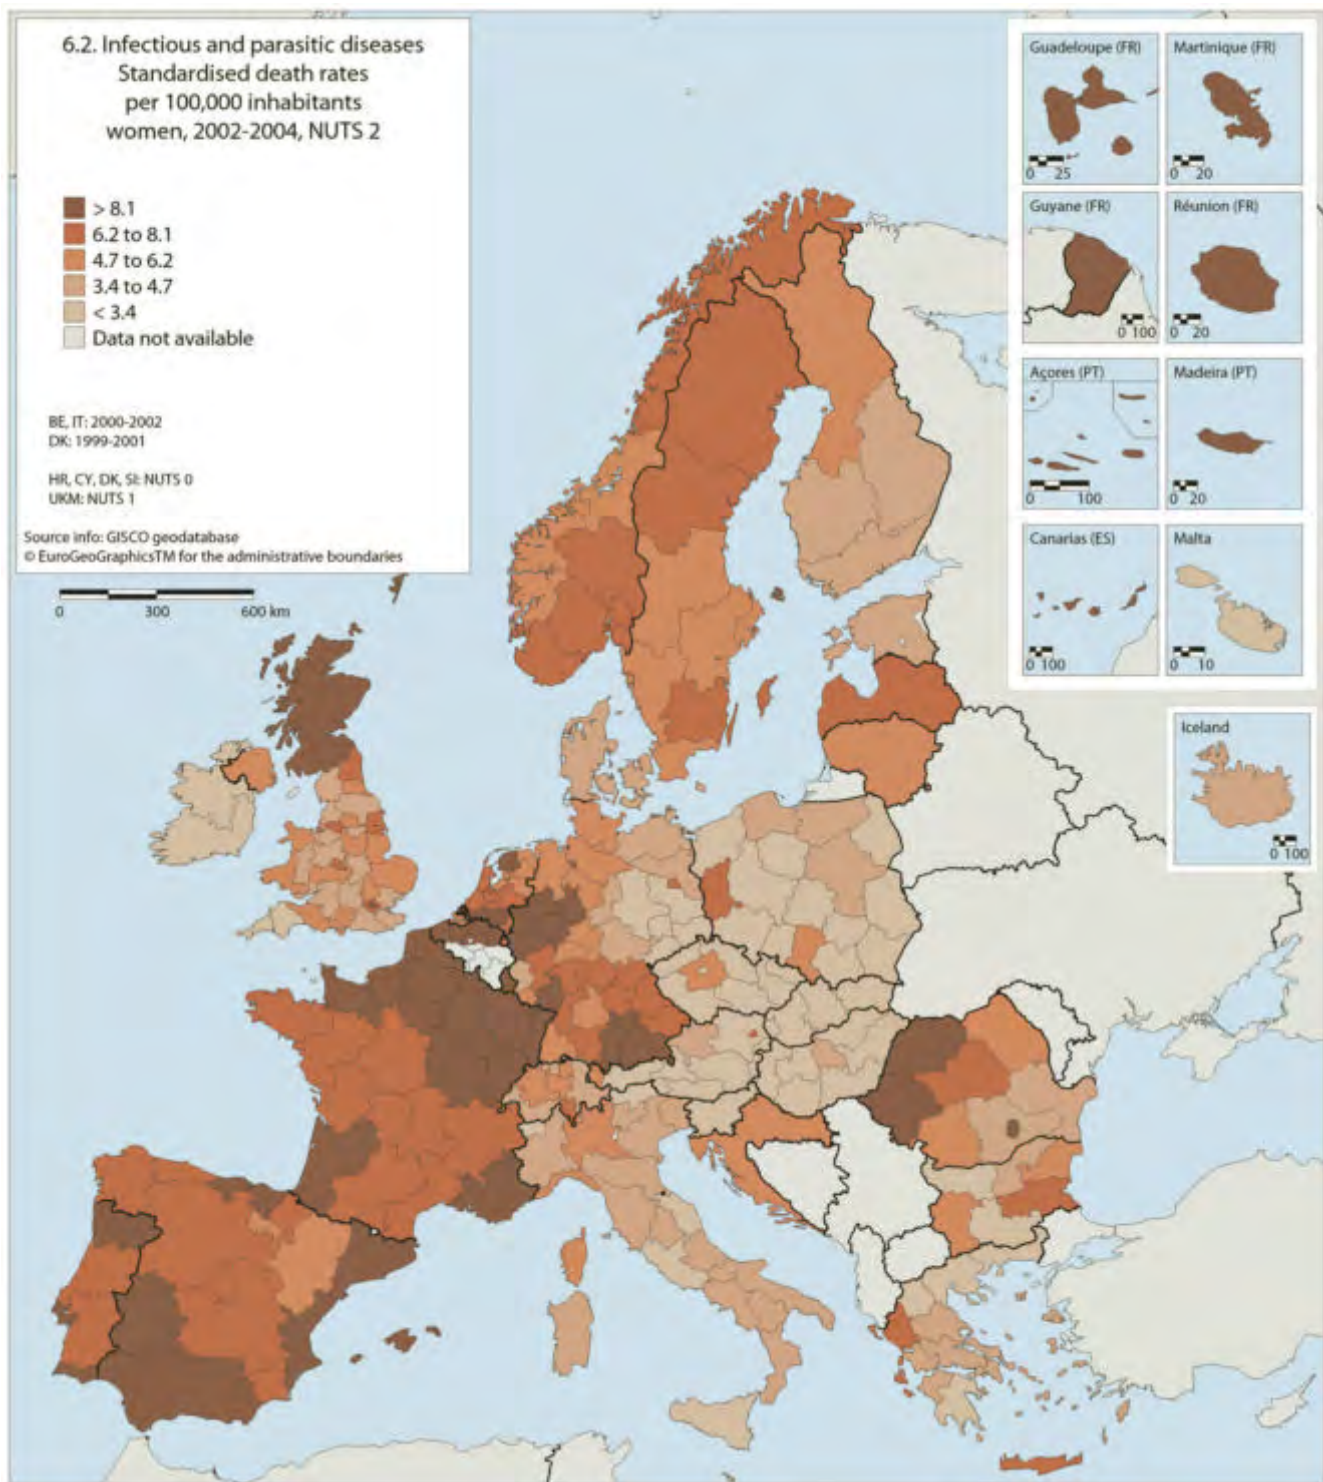 6.2. Infectious and parasitic diseases
Standardised death rates
per 100,000 inhabitants
women, 2002-2004, NUTS 2
> 8.1
6.2 to 8.1
4.7 to 6.2
3.4 to 4.7
< 3.4
Data not available
BE, IT: 2000-2002
DK: 1999-2001
HR, CY, DK, SI: NUTS 0
UKM: NUTS 1
Source info: GISCO geodatabase
© EuroGeoGraphicsTM for the administrative boundaries
0 300 600 km
Guadeloupe (FR)
0 25
Martinique (FR)
0 20
Guyane (FR)
0 100
Réunion (FR)
0 20
Açores (PT)
0 100
Madeira (PT)
0 20
Canarias (ES)
0 100
Malta
0 10
Iceland
0 100